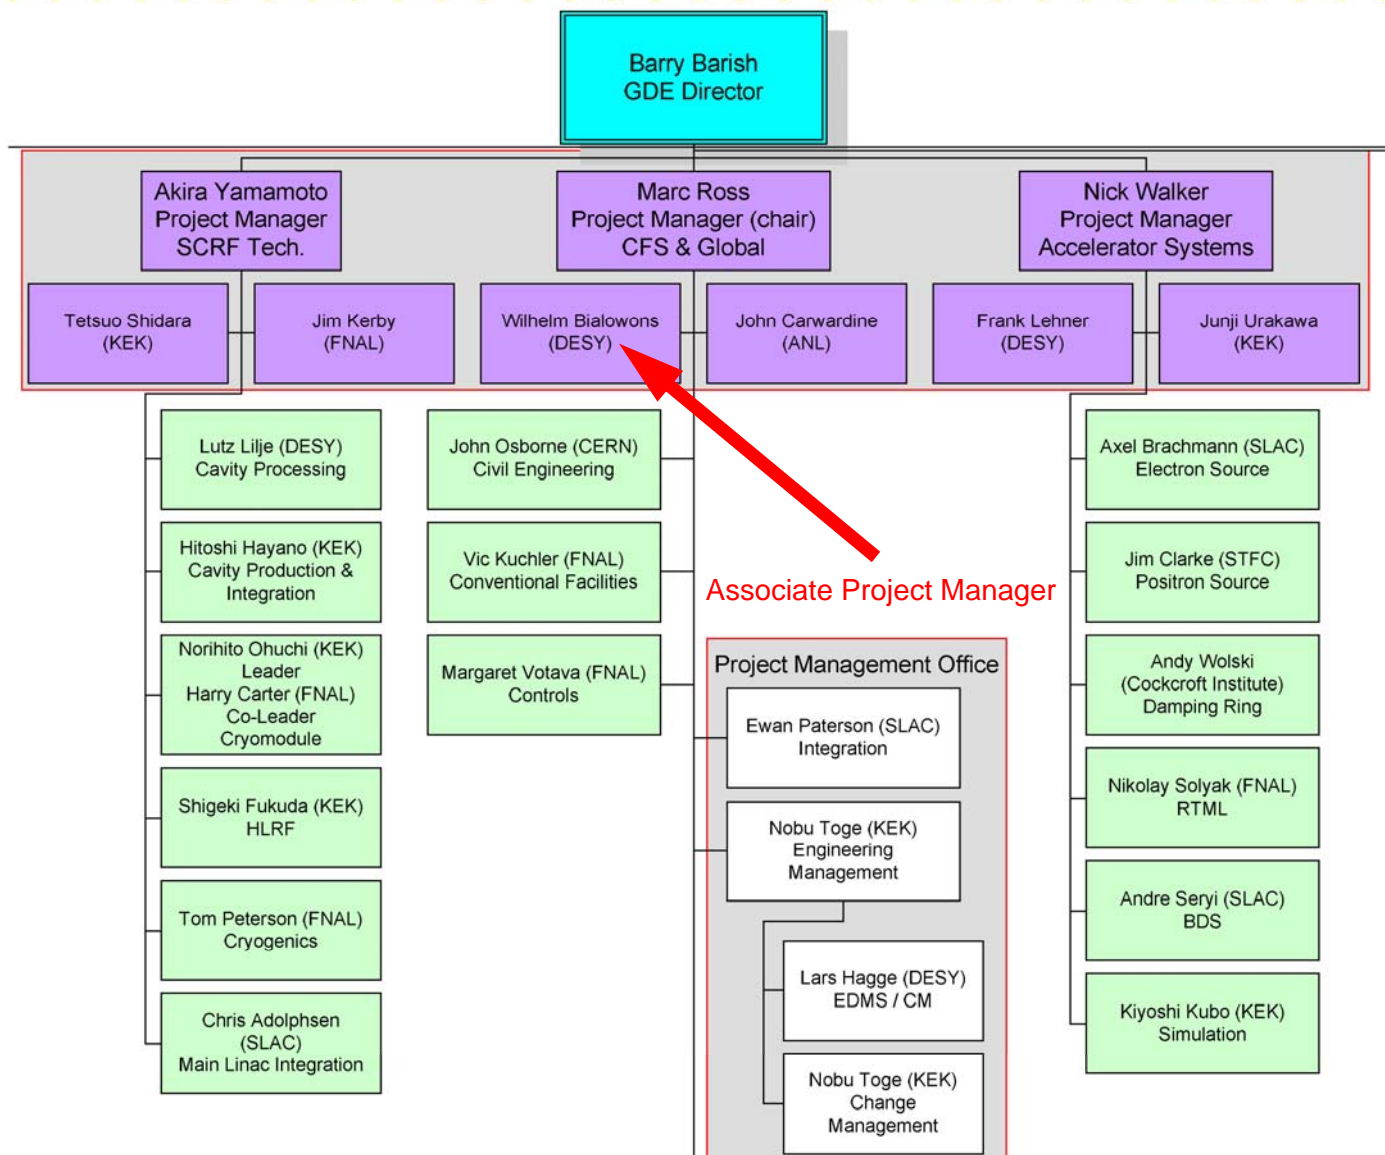 Barry Barish
GDE Director
Akira Yamamoto
Project Manager
SCRF Tech.
Marc Ross
Project Manager (chair)
CFS & Global
Nick Walker
Project Manager
Accelerator Systems
Tetsuo Shidara
(KEK)
Jim Kerby
(FNAL)
Wilhelm Bialowons
(DESY)
John Carwardine
(ANL)
Frank Lehner
(DESY)
Junji Urakawa
(KEK)
Lutz Lilje (DESY)
Cavity Processing
Hitoshi Hayano (KEK)
Cavity Production &
Integration
Norihito Ohuchi (KEK)
Leader
Harry Carter (FNAL)
Co-Leader
Cryomodule
Shigeki Fukuda (KEK)
HLRF
Tom Peterson (FNAL)
Cryogenics
Chris Adolphsen
(SLAC)
Main Linac Integration
John Osborne (CERN)
Civil Engineering
Vic Kuchler (FNAL)
Conventional Facilities
Margaret Votava (FNAL)
Controls
Associate Project Manager
Project Management Office
Ewan Paterson (SLAC)
Integration
Nobu Toge (KEK)
Engineering
Management
Lars Hagge (DESY)
EDMS / CM
Nobu Toge (KEK)
Change
Management
Axel Brachmann (SLAC)
Electron Source
Jim Clarke (STFC)
Positron Source
Andy Wolski
(Cockcroft Institute)
Damping Ring
Nikolay Solyak (FNAL)
RTML
Andre Seryi (SLAC)
BDS
Kiyoshi Kubo (KEK)
Simulation